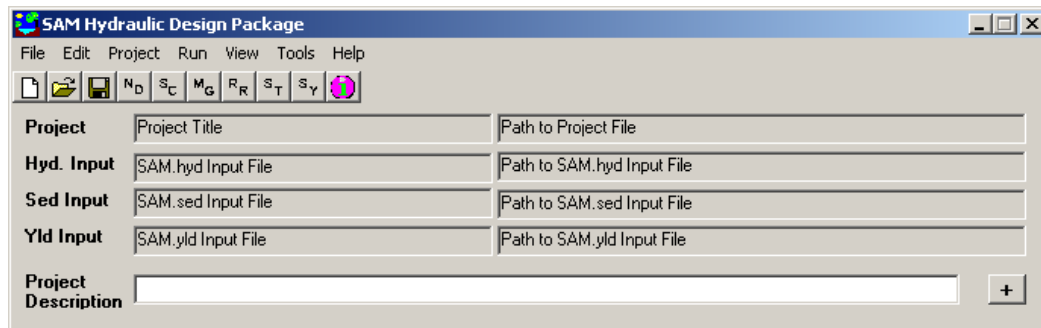 SAM Hydraulic Design Package
File Edit Project Run View Tools Help
ND SC MG RR ST SY i
Project Project Title Path to Project File
Hyd. Input SAM.hyd Input File Path to SAM.hyd Input File
Sed Input SAM.sed Input File Path to SAM.sed Input File
Yld Input SAM.yld Input File Path to SAM.yld Input File
Project
Description +